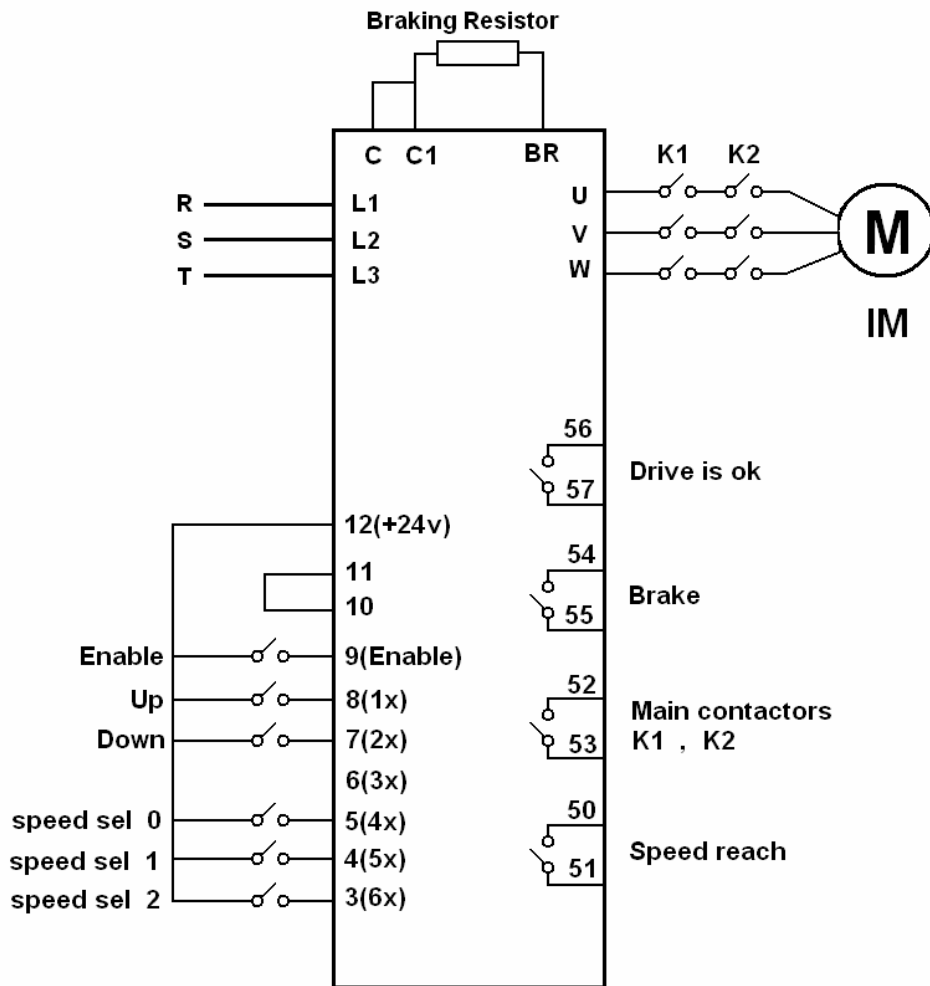 Braking Resistor
C C1 BR K1 K2
R L1 U
S L2 V M
T L3 W
IM
56
Drive is ok
57
12(+24v)
54
11
Brake
10 55
Enable 9(Enable)
52
Up 8(1x)
Main contactors
Down 7(2x) 53 K1 , K2
6(3x)
50
speed sel 0 5(4x)
Speed reach
speed sel 1 4(5x) 51
speed sel 2 3(6x)